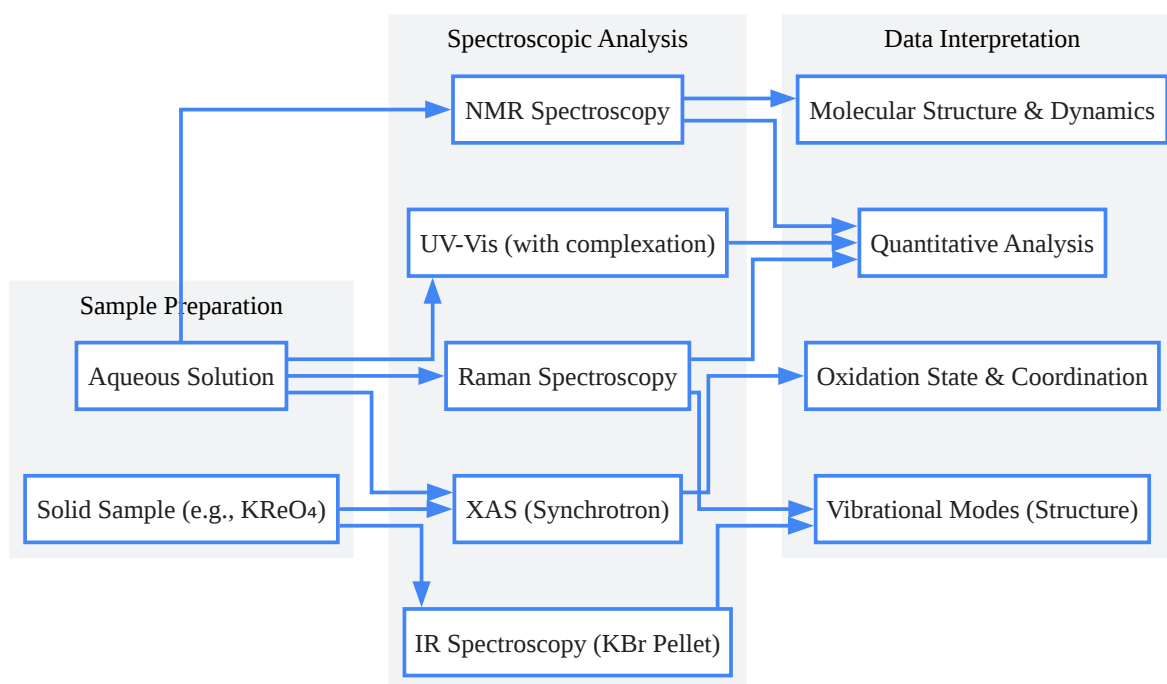 Spectroscopic Analysis
Data Interpretation
NMR Spectroscopy
Molecular Structure & Dynamics
UV-Vis (with complexation)
Quantitative Analysis
Sample Preparation
Aqueous Solution
Raman Spectroscopy
Oxidation State & Coordination
Solid Sample (e.g., KReO₄)
XAS (Synchrotron)
Vibrational Modes (Structure)
IR Spectroscopy (KBr Pellet)